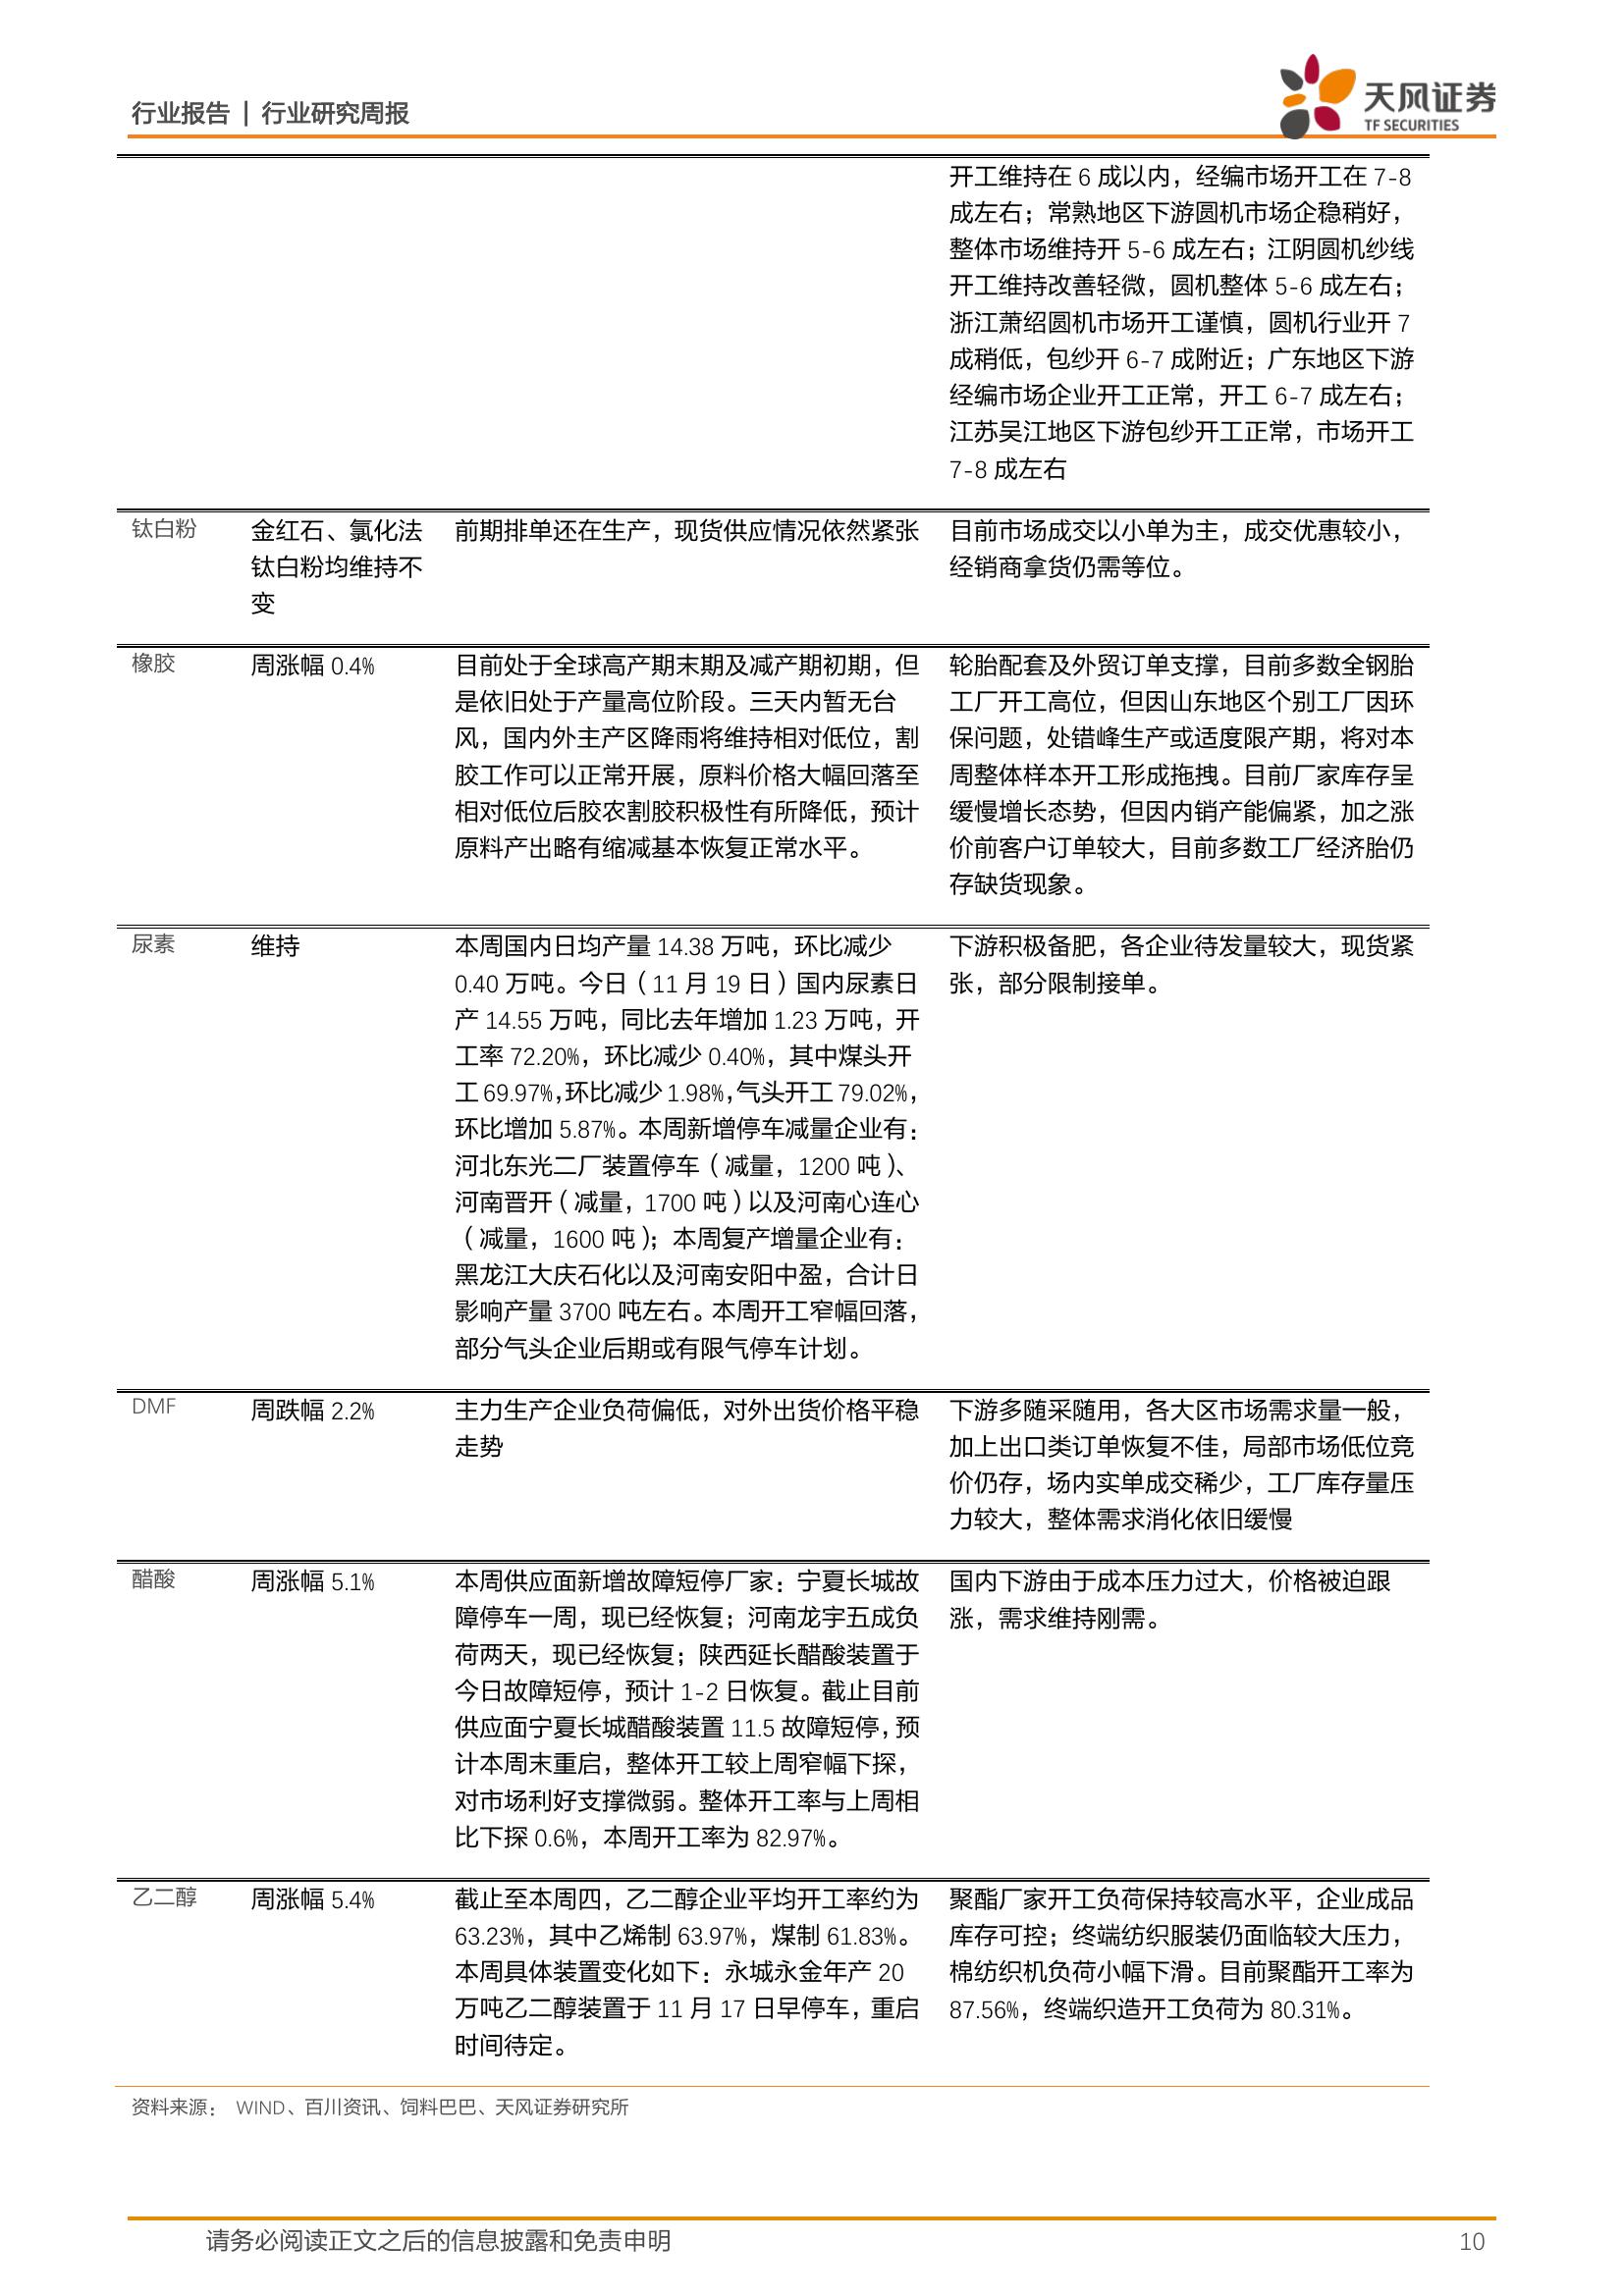 行业报告 | 行业研究周报
天风证券
TF SECURITIES
开工维持在 6 成以内，经编市场开工在 7-8
成左右；常熟地区下游圆机市场企稳稍好，
整体市场维持开 5-6 成左右；江阴圆机纱线
开工维持改善轻微，圆机整体 5-6 成左右；
浙江萧绍圆机市场开工谨慎，圆机行业开 7
成稍低，包纱开 6-7 成附近；广东地区下游
经编市场企业开工正常，开工 6-7 成左右；
江苏吴江地区下游包纱开工正常，市场开工
7-8 成左右
钛白粉
金红石、氯化法
钛白粉均维持不
变
前期排单还在生产，现货供应情况依然紧张
目前市场成交以小单为主，成交优惠较小，
经销商拿货仍需等位。
橡胶
周涨幅 0.4%
目前处于全球高产期末期及减产期初期，但
是依旧处于产量高位阶段。三天内暂无台
风，国内外主产区降雨将维持相对低位，割
胶工作可以正常开展，原料价格大幅回落至
相对低位后胶农割胶积极性有所降低，预计
原料产出略有缩减基本恢复正常水平。
轮胎配套及外贸订单支撑，目前多数全钢胎
工厂开工高位，但因山东地区个别工厂因环
保问题，处错峰生产或适度限产期，将对本
周整体样本开工形成拖拽。目前厂家库存呈
缓慢增长态势，但因内销产能偏紧，加之涨
价前客户订单较大，目前多数工厂经济胎仍
存缺货现象。
尿素
维持
本周国内日均产量 14.38 万吨，环比减少
0.40 万吨。今日（11 月 19 日）国内尿素日
产 14.55 万吨，同比去年增加 1.23 万吨，开
工率 72.20%，环比减少 0.40%，其中煤头开
工 69.97%，环比减少 1.98%，气头开工 79.02%，
环比增加 5.87%。本周新增停车减量企业有：
河北东光二厂装置停车（减量，1200 吨）、
河南晋开（减量，1700 吨）以及河南心连心
（减量，1600 吨）；本周复产增量企业有：
黑龙江大庆石化以及河南安阳中盈，合计日
影响产量 3700 吨左右。本周开工窄幅回落，
部分气头企业后期或有限气停车计划。
下游积极备肥，各企业待发量较大，现货紧
张，部分限制接单。
DMF
周跌幅 2.2%
主力生产企业负荷偏低，对外出货价格平稳
走势
下游多随采随用，各大区市场需求量一般，
加上出口类订单恢复不佳，局部市场低位竞
价仍存，场内实单成交稀少，工厂库存量压
力较大，整体需求消化依旧缓慢
醋酸
周涨幅 5.1%
本周供应面新增故障短停厂家：宁夏长城故
障停车一周，现已经恢复；河南龙宇五成负
荷两天，现已经恢复；陕西延长醋酸装置于
今日故障短停，预计 1-2 日恢复。截止目前
供应面宁夏长城醋酸装置 11.5 故障短停，预
计本周末重启，整体开工较上周窄幅下探，
对市场利好支撑微弱。整体开工率与上周相
比下探 0.6%，本周开工率为 82.97%。
国内下游由于成本压力过大，价格被迫跟
涨，需求维持刚需。
乙二醇
周涨幅 5.4%
截止至本周四，乙二醇企业平均开工率约为
63.23%，其中乙烯制 63.97%，煤制 61.83%。
本周具体装置变化如下：永城永金年产 20
万吨乙二醇装置于 11 月 17 日早停车，重启
时间待定。
聚酯厂家开工负荷保持较高水平，企业成品
库存可控；终端纺织服装仍面临较大压力，
棉纺织机负荷小幅下滑。目前聚酯开工率为
87.56%，终端织造开工负荷为 80.31%。
资料来源： WIND、百川资讯、饲料巴巴、天风证券研究所
请务必阅读正文之后的信息披露和免责申明
10